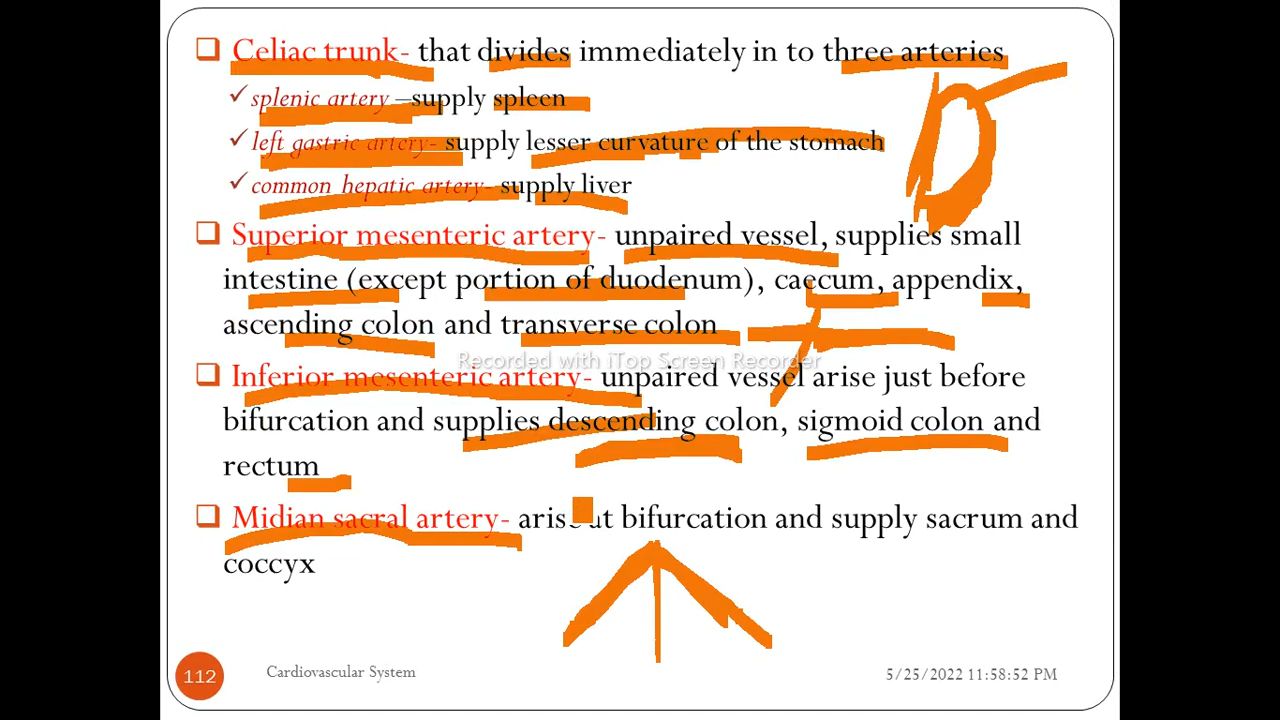 ❑ Celiac trunk- that divides immediately in to three arteries
✓ splenic artery –supply spleen
✓ left gastric artery- supply lesser curvature of the stomach
✓ common hepatic artery- supply liver
❑ Superior mesenteric artery- unpaired vessel, supplies small
intestine (except portion of duodenum), caecum, appendix,
ascending colon and transverse colon
Recorded with iTop Screen Recorder
❑ Inferior mesenteric artery- unpaired vessel arise just before
bifurcation and supplies descending colon, sigmoid colon and
rectum
❑ Midian sacral artery- arise at bifurcation and supply sacrum and
coccyx
112 Cardiovascular System 5/25/2022 11:58:52 PM